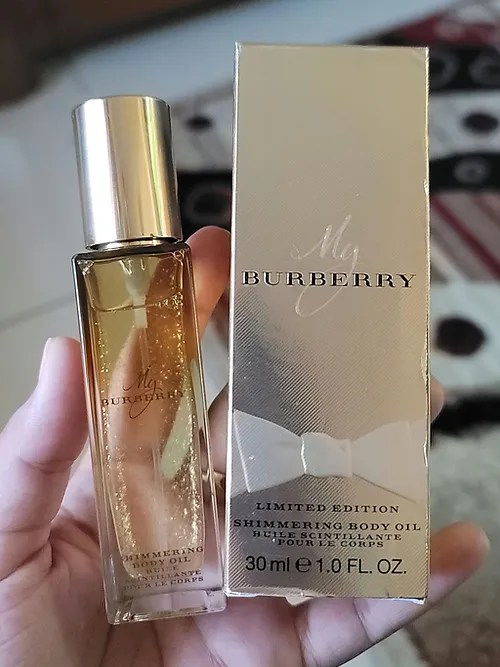 My
BURBERRY
SHIMMERING
BODY OIL
HUILE
SCINTILLANTE
POUR LE CORPS
My
BURBERRY
LIMITED EDITION
SHIMMERING BODY OIL
HUILE SCINTILLANTE
POUR LE CORPS
30 ml ℮ 1.0 FL. OZ.